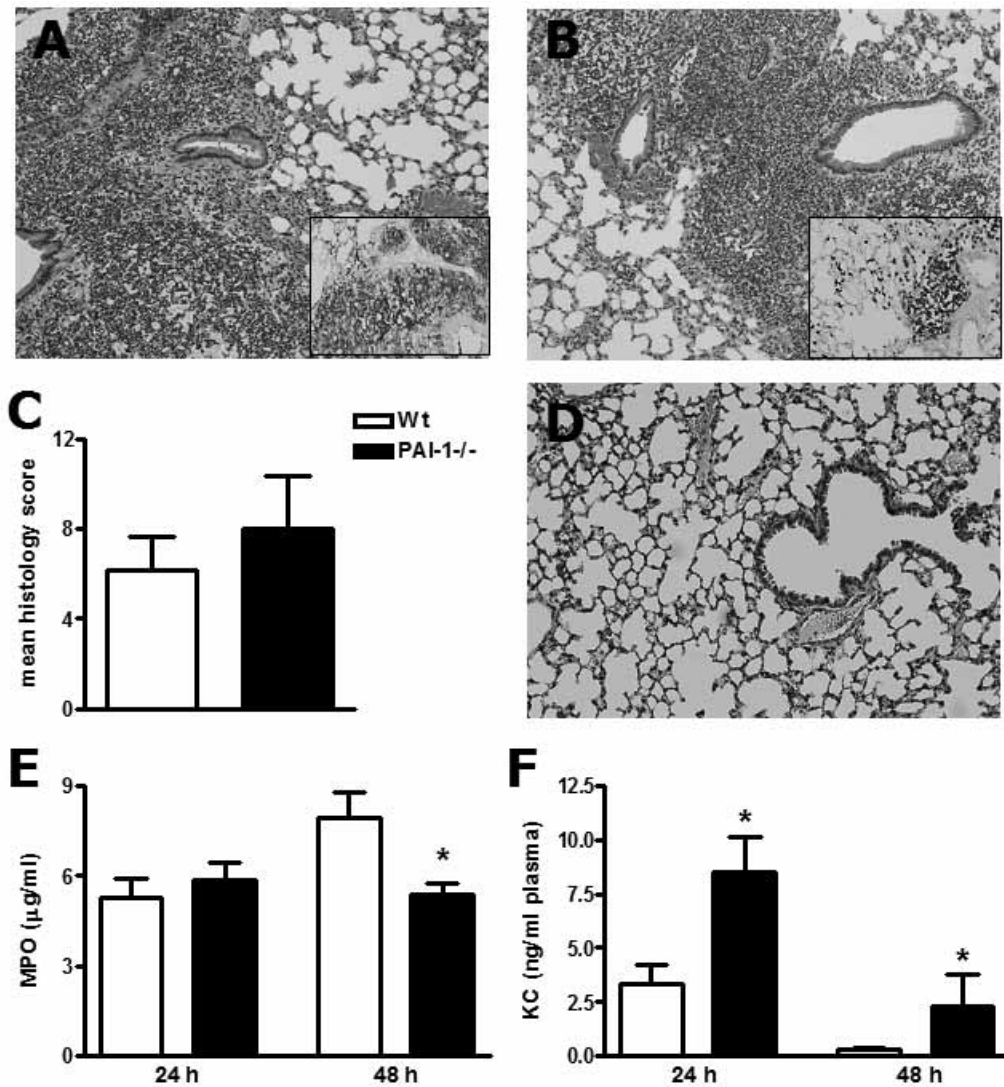 A
B
C
Wt
PAI-1-/-
mean histology score
12
8
4
0
D
E
MPO (µg/ml)
9
6
3
0
*
24 h
48 h
F
KC (ng/ml plasma)
12.5
10.0
7.5
5.0
2.5
0.0
*
*
24 h
48 h